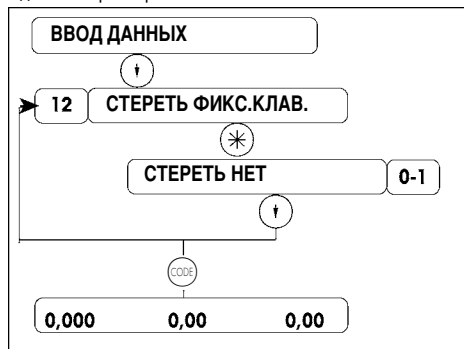 ВВОД ДАННЫХ
12 СТЕРЕТЬ ФИКС.КЛАВ.
СТЕРЕТЬ НЕТ 0-1
CODE
0,000 0,00 0,00